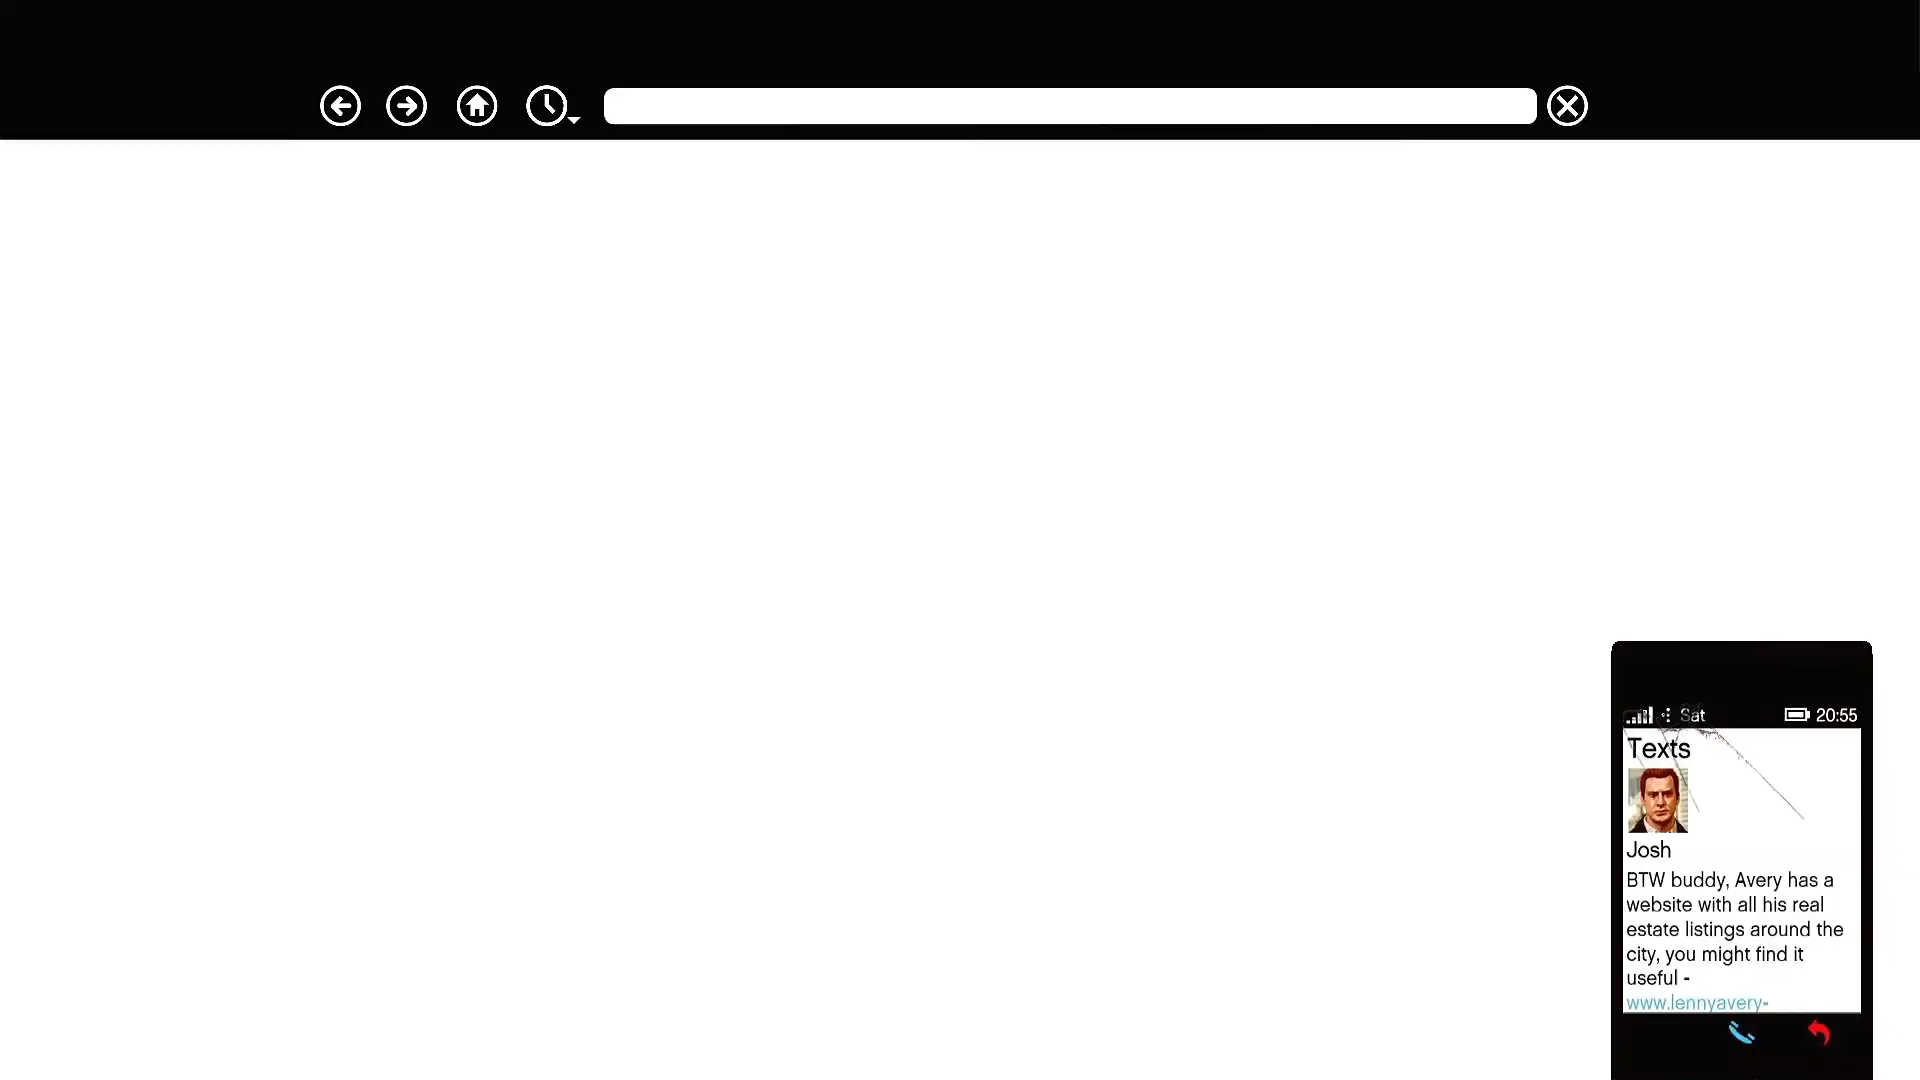 Sat 20:55
Texts
Josh
BTW buddy, Avery has a
website with all his real
estate listings around the
city, you might find it
useful -
www.lennyavery-